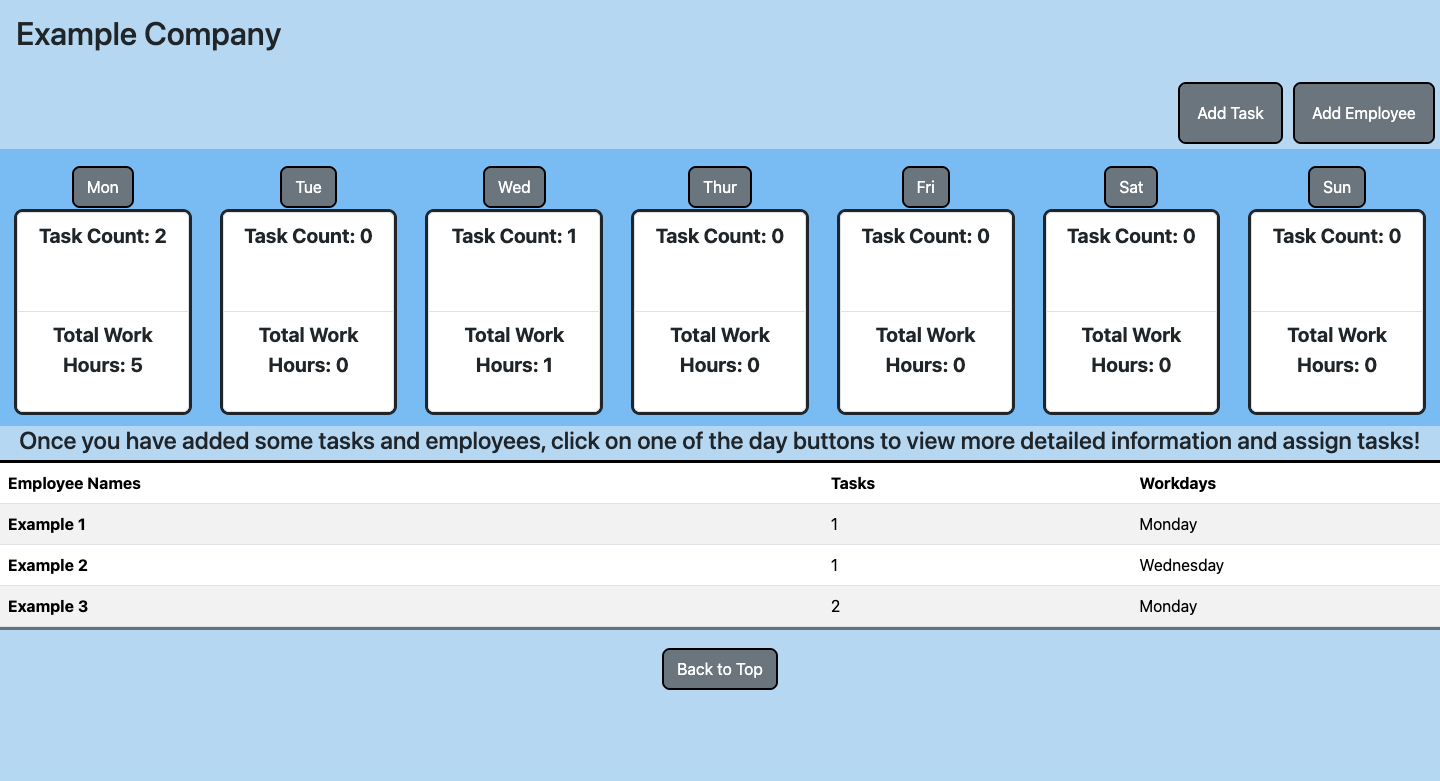 Example Company
Add Task Add Employee
Mon Tue Wed Thur Fri Sat Sun
Task Count: 2 Task Count: 0 Task Count: 1 Task Count: 0 Task Count: 0 Task Count: 0 Task Count: 0
Total Work Total Work Total Work Total Work Total Work Total Work Total Work
Hours: 5 Hours: 0 Hours: 1 Hours: 0 Hours: 0 Hours: 0 Hours: 0
Once you have added some tasks and employees, click on one of the day buttons to view more detailed information and assign tasks!
Employee Names Tasks Workdays
Example 1 1 Monday
Example 2 1 Wednesday
Example 3 2 Monday
Back to Top